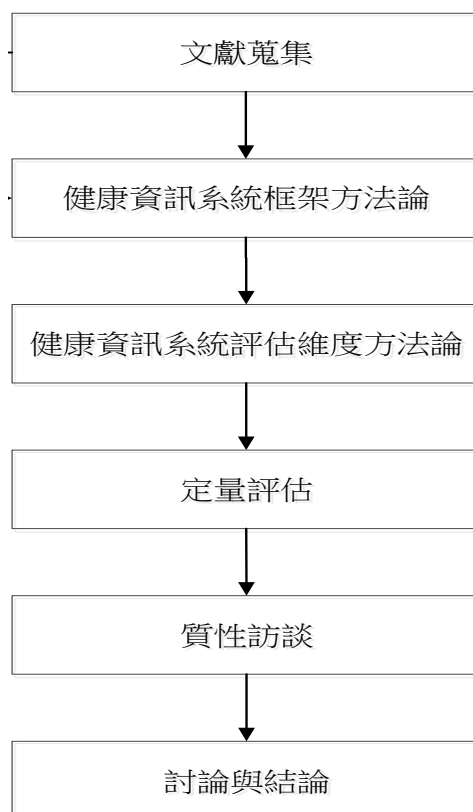 文獻蒐集
健康資訊系統框架方法論
健康資訊系統評估維度方法論
定量評估
質性訪談
討論與結論